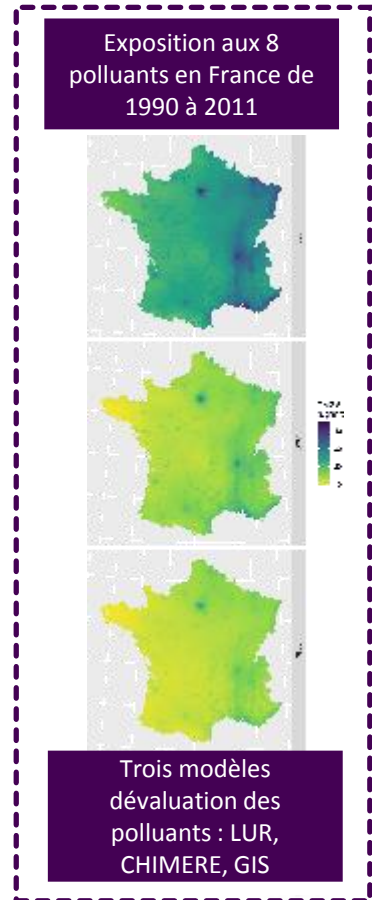 Exposition aux 8
polluants en France de
1990 à 2011
Trois modèles
dévaluation des
polluants : LUR,
CHIMERE, GIS